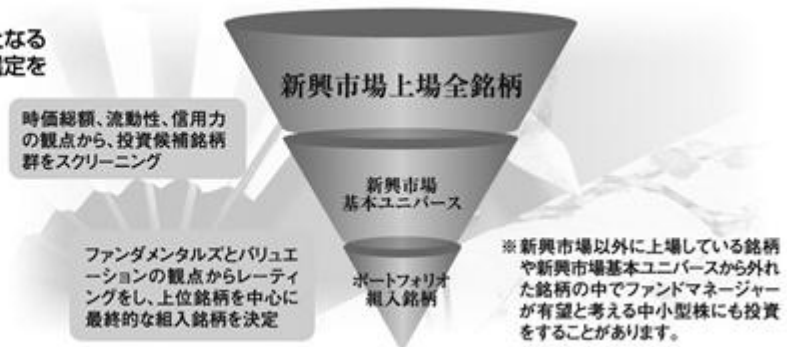 となる
選定を
新興市場上場全銘柄
時価総額、流動性、信用力
の観点から、投資候補銘柄
群をスクリーニング
新興市場
基本ユニバース
ファンダメンタルズとバリュエ
ーションの観点からレーティ
ングをし、上位銘柄を中心に
最終的な組入銘柄を決定
ポートフォリオ
組入銘柄
※新興市場以外に上場している銘柄
や新興市場基本ユニバースから外れ
た銘柄の中でファンドマネージャー
が有望と考える中小型株にも投資
をすることがあります。